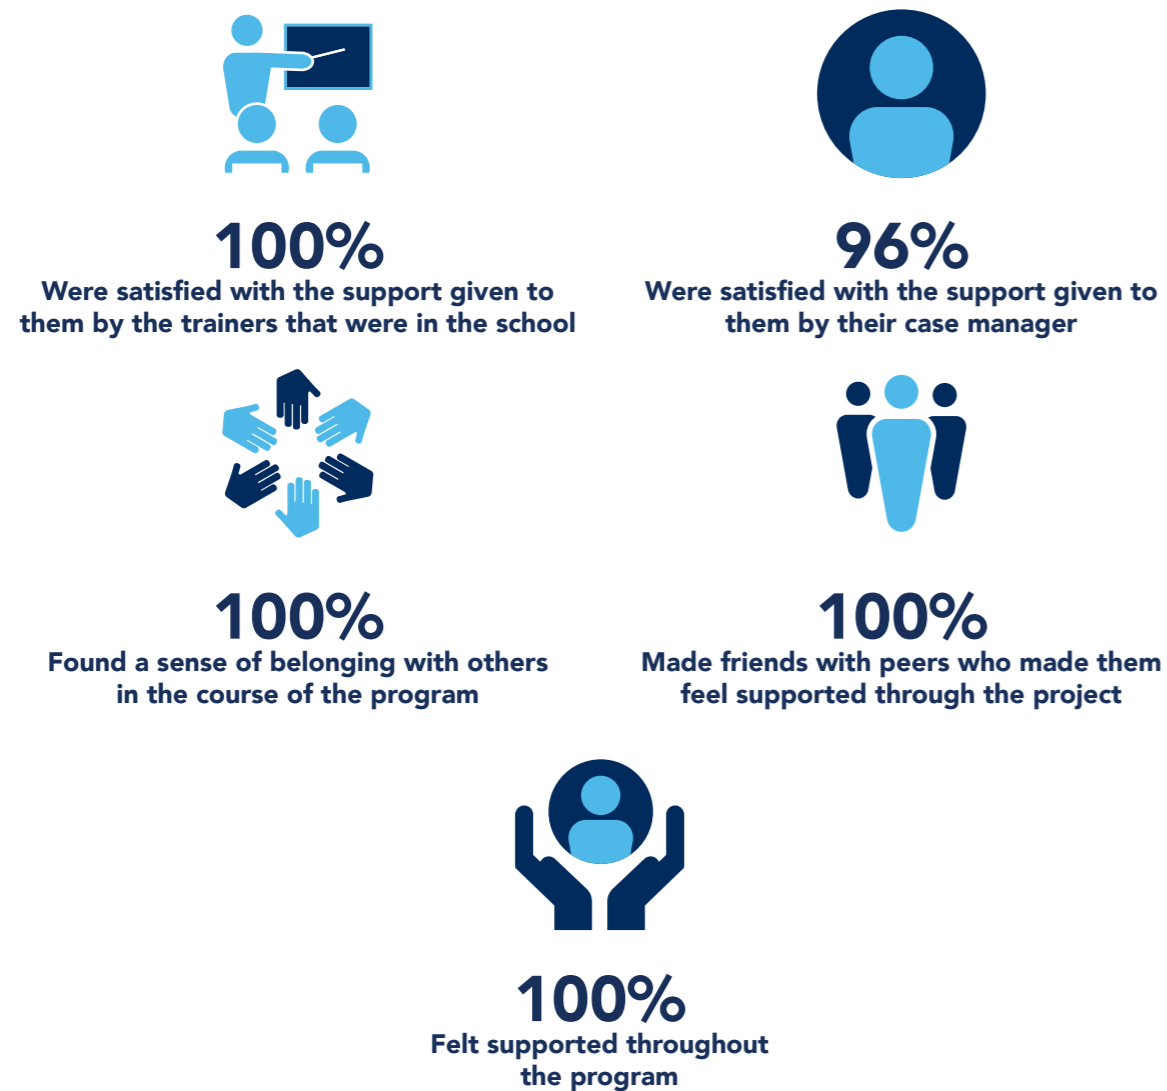 100%
Were satisfied with the support given to
them by the trainers that were in the school
96%
Were satisfied with the support given to
them by their case manager
100%
Found a sense of belonging with others
in the course of the program
100%
Made friends with peers who made them
feel supported through the project
100%
Felt supported throughout
the program